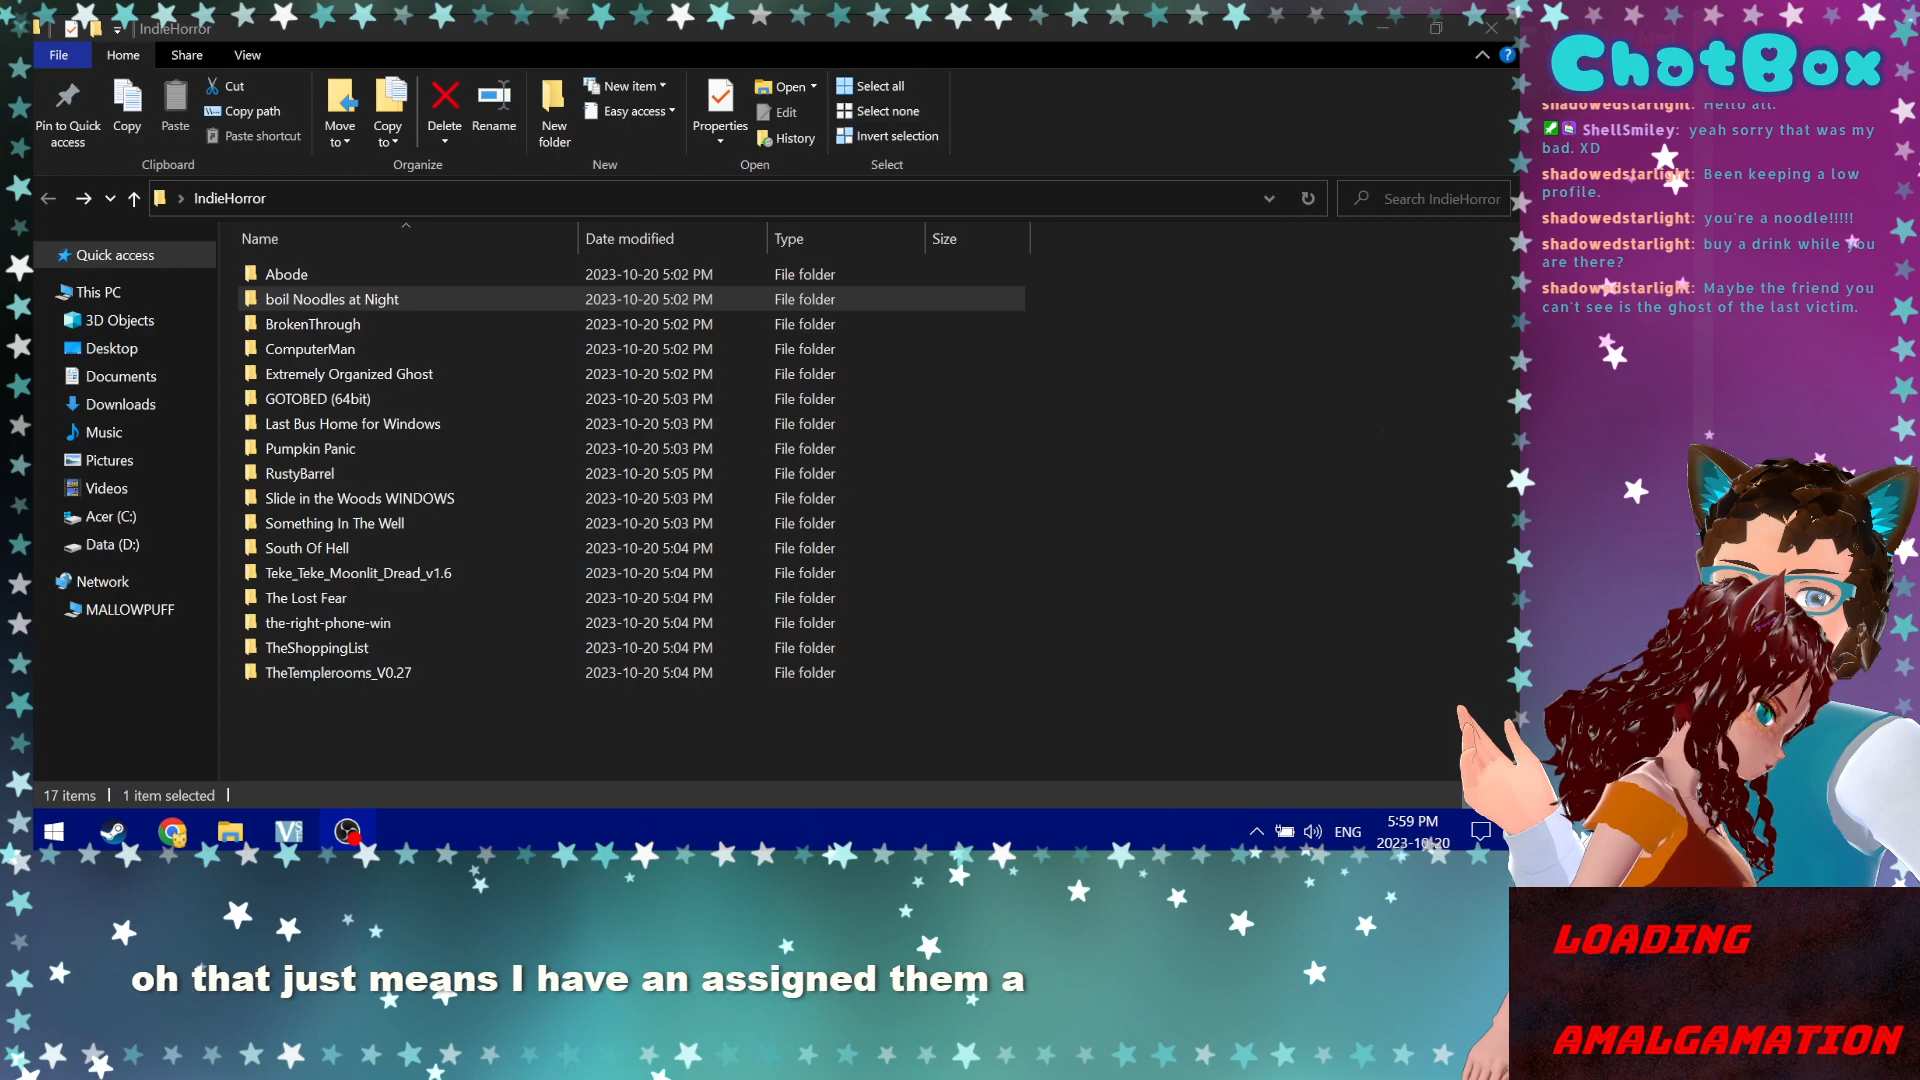 IndieHorror
File Home Share View
Pin to Quick access
Copy
Paste
Cut
Copy path
Paste shortcut
Clipboard
Move to
Copy to
Delete
Rename
Organize
New folder
New item
Easy access
New
Properties
Open
Edit
History
Open
Select all
Select none
Invert selection
Select
IndieHorror
Search IndieHorror
Name Date modified Type Size
Quick access
This PC
3D Objects
Desktop
Documents
Downloads
Music
Pictures
Videos
Acer (C:)
Data (D:)
Network
MALLOWPUFF
Abode 2023-10-20 5:02 PM File folder
boil Noodles at Night 2023-10-20 5:02 PM File folder
BrokenThrough 2023-10-20 5:02 PM File folder
ComputerMan 2023-10-20 5:02 PM File folder
Extremely Organized Ghost 2023-10-20 5:02 PM File folder
GOTOBED (64bit) 2023-10-20 5:03 PM File folder
Last Bus Home for Windows 2023-10-20 5:03 PM File folder
Pumpkin Panic 2023-10-20 5:03 PM File folder
RustyBarrel 2023-10-20 5:05 PM File folder
Slide in the Woods WINDOWS 2023-10-20 5:03 PM File folder
Something In The Well 2023-10-20 5:03 PM File folder
South Of Hell 2023-10-20 5:04 PM File folder
Teke_Teke_Moonlit_Dread_v1.6 2023-10-20 5:04 PM File folder
The Lost Fear 2023-10-20 5:04 PM File folder
the-right-phone-win 2023-10-20 5:04 PM File folder
TheShoppingList 2023-10-20 5:04 PM File folder
TheTemplerooms_V0.27 2023-10-20 5:04 PM File folder
17 items 1 item selected
ENG
5:59 PM
2023-10-20
ChatBox
shadowedstarlight: Hello all.
ShellSmiley: yeah sorry that was my
bad. XD
shadowedstarlight: Been keeping a low
profile.
shadowedstarlight: you're a noodle!!!!!
shadowedstarlight: buy a drink while you
are there?
shadowedstarlight: Maybe the friend you
can't see is the ghost of the last victim.
oh that just means I have an assigned them a
LOADING
AMALGAMATION